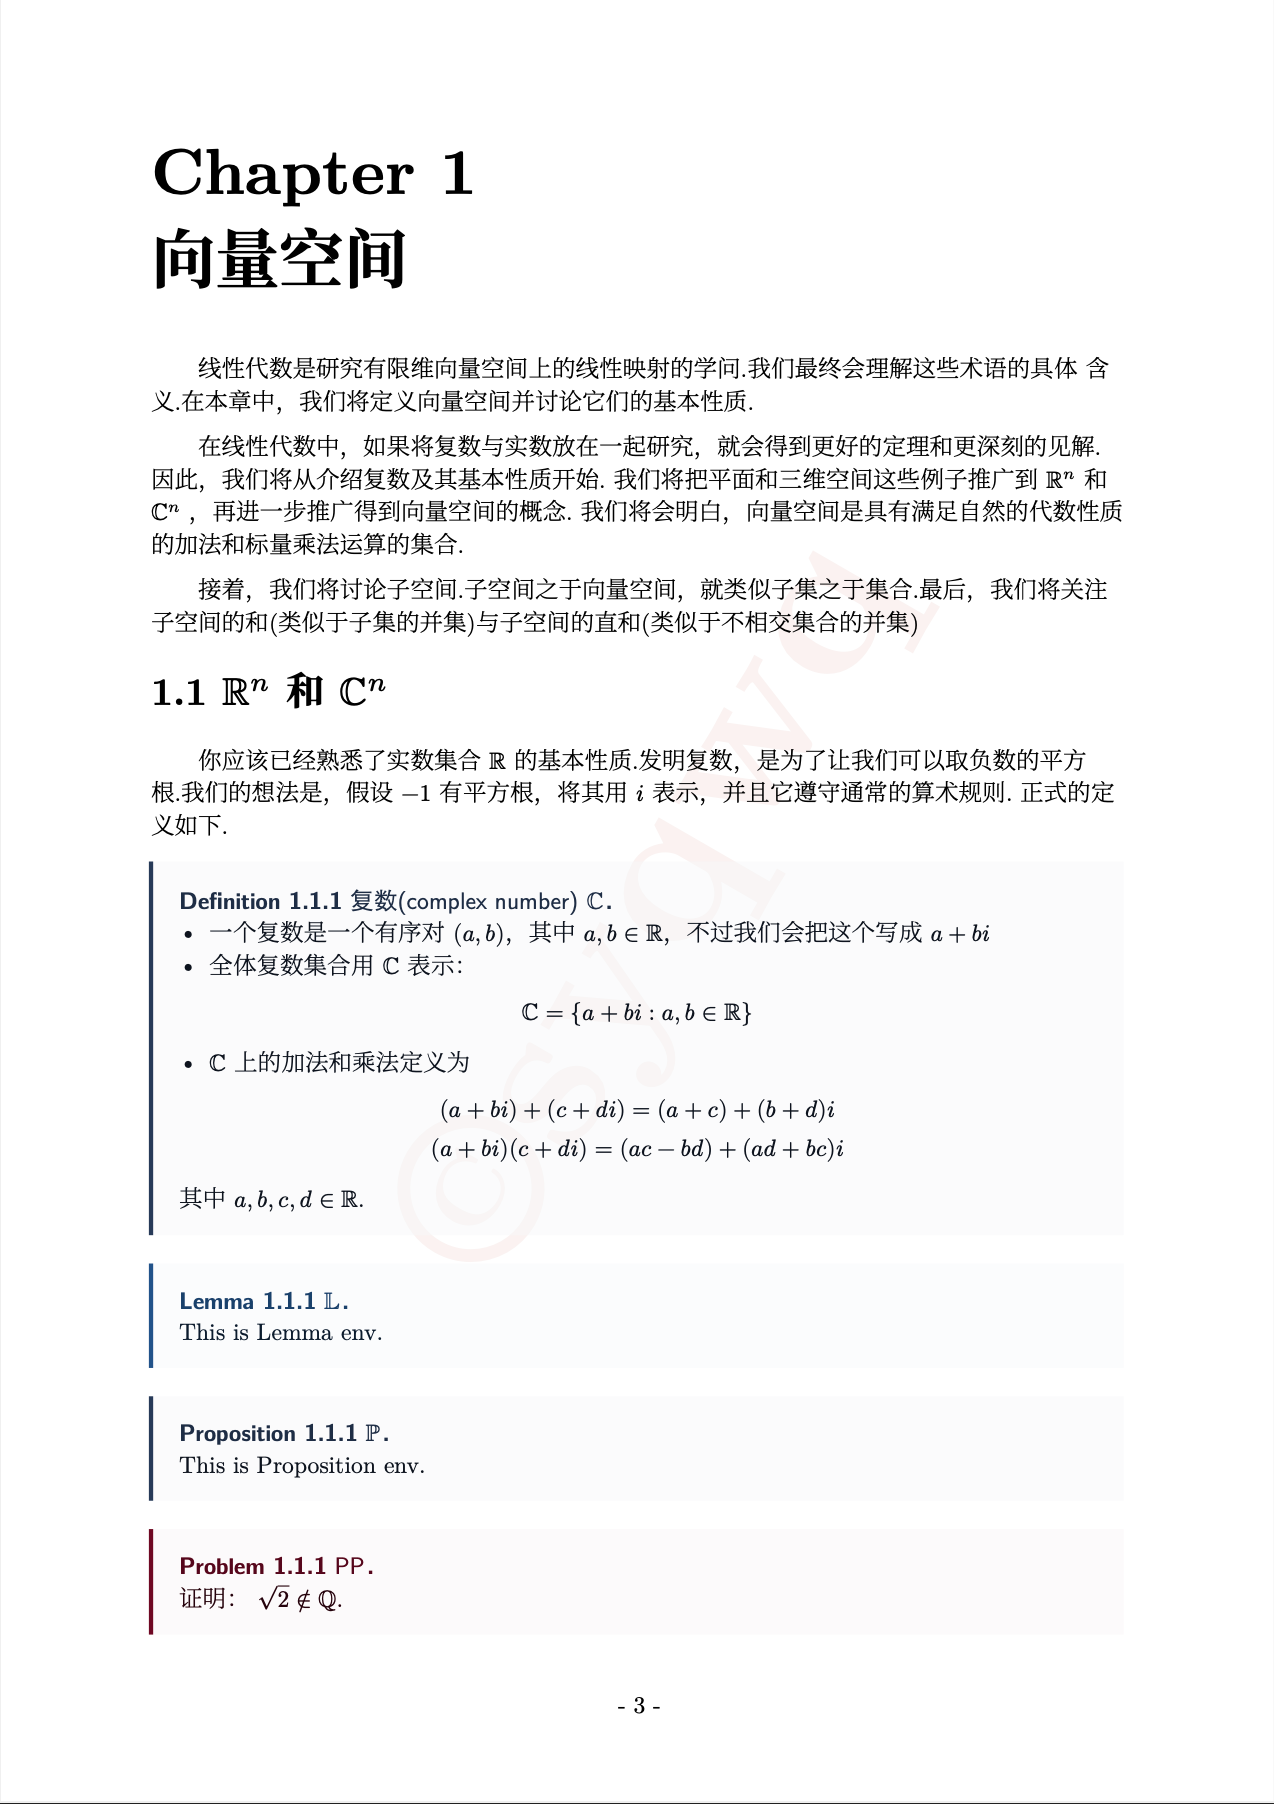 Chapter 1
向量空间
线性代数是研究有限维向量空间上的线性映射的学问.我们最终会理解这些术语的具体 含
义.在本章中，我们将定义向量空间并讨论它们的基本性质.
在线性代数中，如果将复数与实数放在一起研究，就会得到更好的定理和更深刻的见解.
因此，我们将从介绍复数及其基本性质开始. 我们将把平面和三维空间这些例子推广到 ℝⁿ 和
ℂⁿ ，再进一步推广得到向量空间的概念. 我们将会明白，向量空间是具有满足自然的代数性质
的加法和标量乘法运算的集合.
接着，我们将讨论子空间.子空间之于向量空间，就类似子集之于集合.最后，我们将关注
子空间的和(类似于子集的并集)与子空间的直和(类似于不相交集合的并集)
1.1 ℝⁿ 和 ℂⁿ
你应该已经熟悉了实数集合 ℝ 的基本性质.发明复数，是为了让我们可以取负数的平方
根.我们的想法是，假设 −1 有平方根，将其用 i 表示，并且它遵守通常的算术规则. 正式的定
义如下.
Definition 1.1.1 复数(complex number) ℂ.
• 一个复数是一个有序对 (a, b)，其中 a, b ∈ ℝ，不过我们会把这个写成 a + bi
• 全体复数集合用 ℂ 表示：
ℂ = {a + bi : a, b ∈ ℝ}
• ℂ 上的加法和乘法定义为
(a + bi) + (c + di) = (a + c) + (b + d)i
(a + bi)(c + di) = (ac − bd) + (ad + bc)i
其中 a, b, c, d ∈ ℝ.
Lemma 1.1.1 𝕃.
This is Lemma env.
Proposition 1.1.1 ℙ.
This is Proposition env.
Problem 1.1.1 PP.
证明： √2 ∉ ℚ.
- 3 -
©syqwq